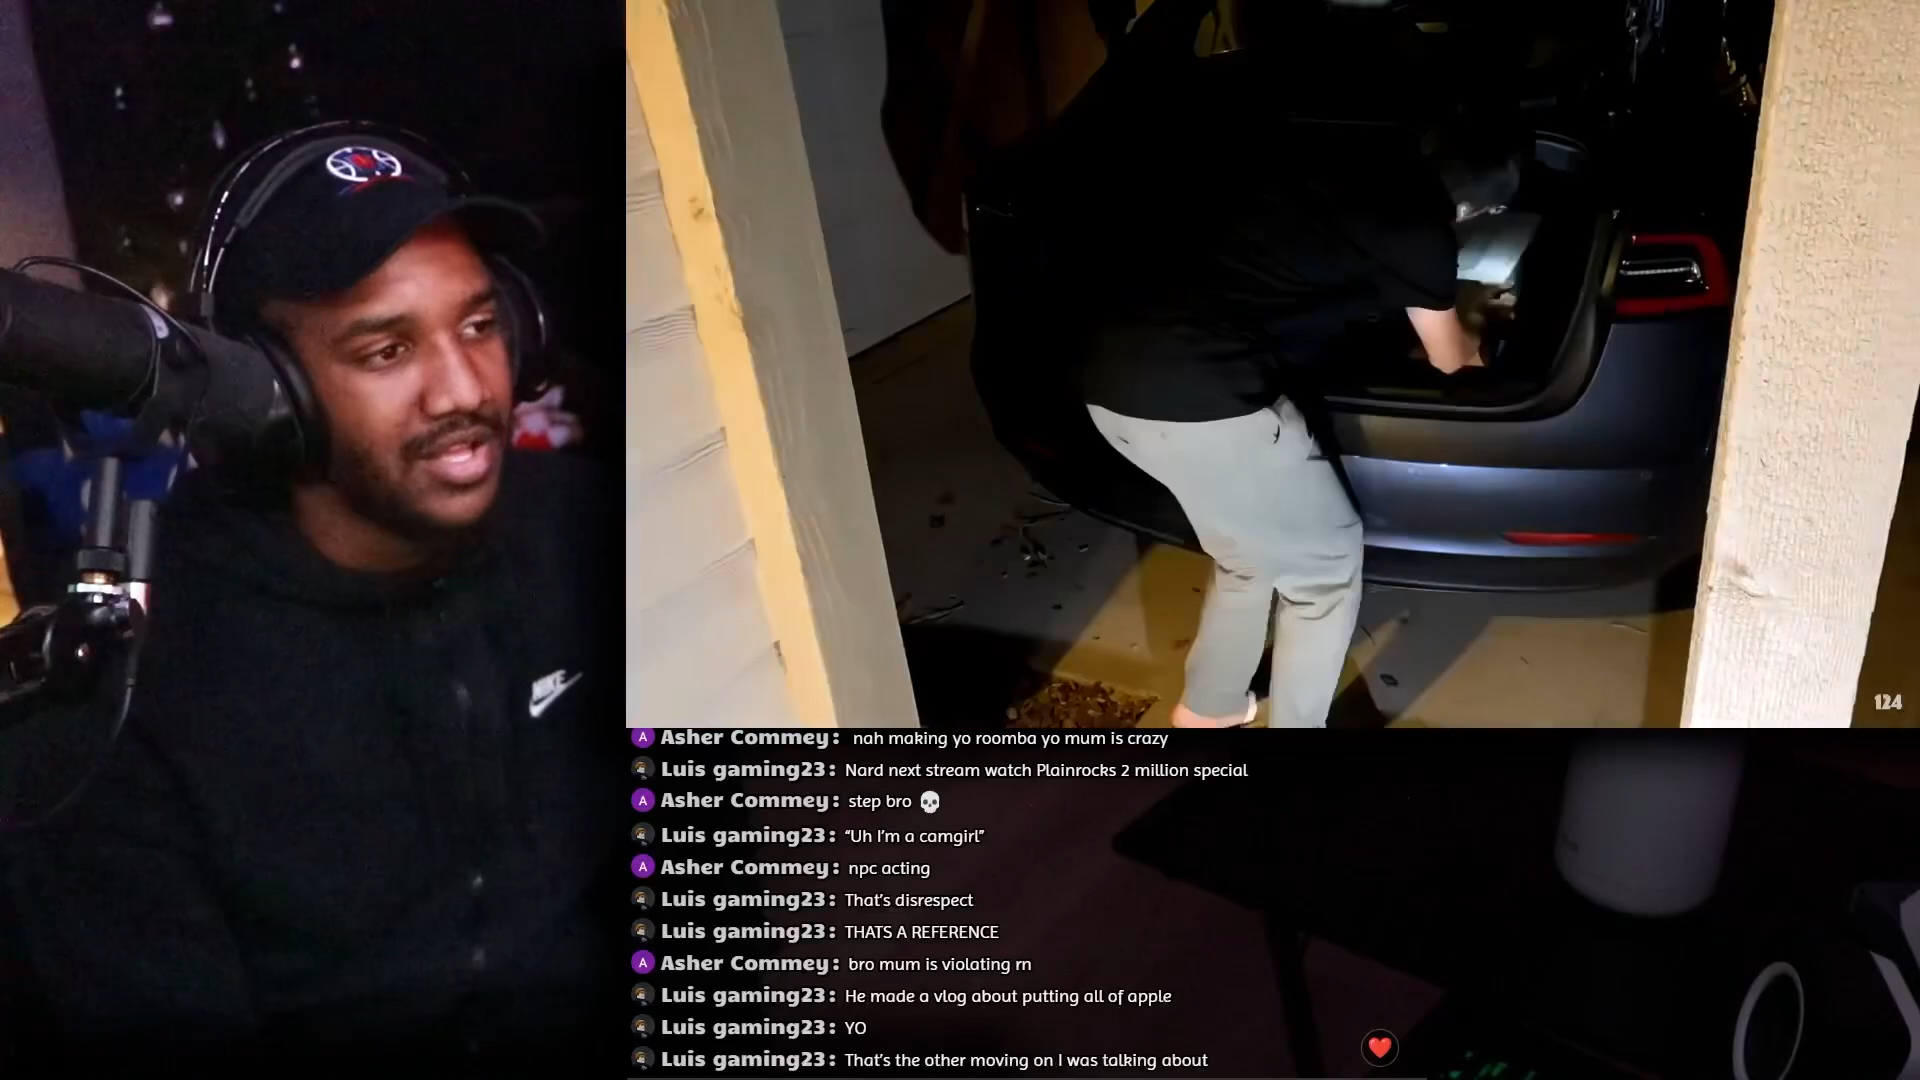 NIKE
124
A Asher Commey: nah making yo roomba yo mum is crazy
Luis gaming23: Nard next stream watch Plainrocks 2 million special
A Asher Commey: step bro 💀
Luis gaming23: “Uh I’m a camgirl”
A Asher Commey: npc acting
Luis gaming23: That’s disrespect
Luis gaming23: THATS A REFERENCE
A Asher Commey: bro mum is violating rn
Luis gaming23: He made a vlog about putting all of apple
Luis gaming23: YO
Luis gaming23: That’s the other moving on I was talking about